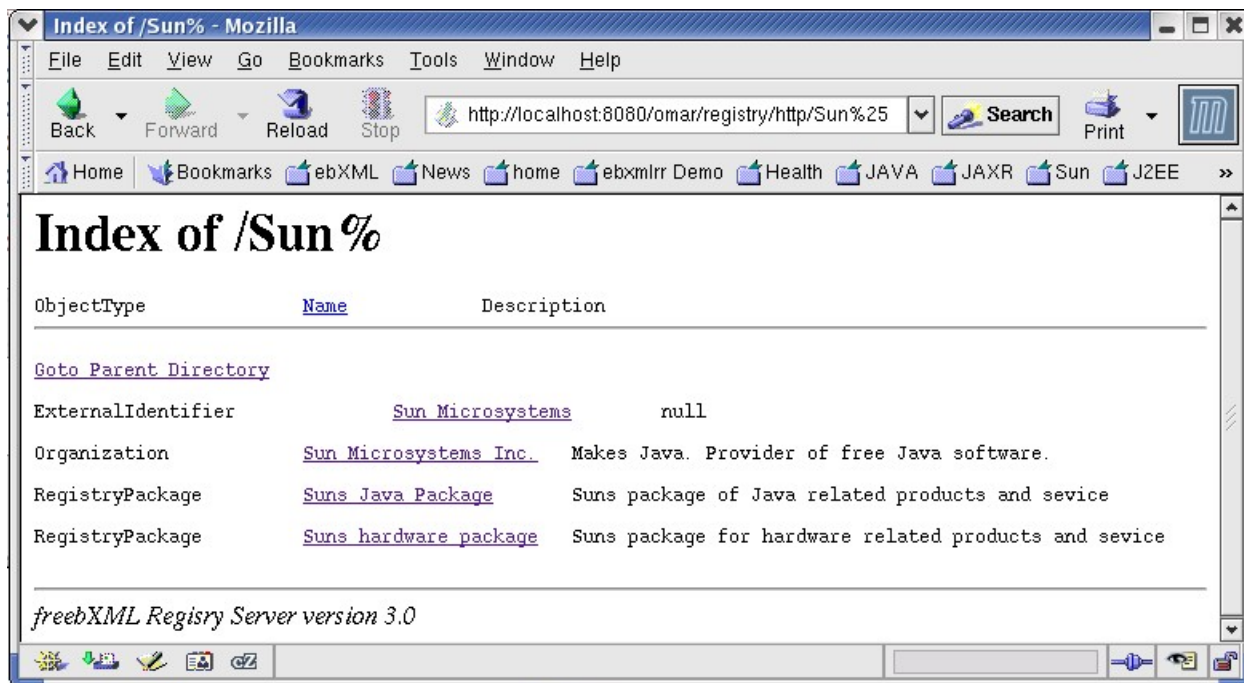 Index of /Sun% - Mozilla
File Edit View Go Bookmarks Tools Window Help
Back Forward Reload Stop http://localhost:8080/omar/registry/http/Sun%25 Search Print
Home Bookmarks ebXML News home ebxmlrr Demo Health JAVA JAXR Sun J2EE »
Index of /Sun%
ObjectType Name Description
Goto Parent Directory
ExternalIdentifier Sun Microsystems null
Organization Sun Microsystems Inc. Makes Java. Provider of free Java software.
RegistryPackage Suns Java Package Suns package of Java related products and sevice
RegistryPackage Suns hardware package Suns package for hardware related products and sevice
freebXML Regisry Server version 3.0